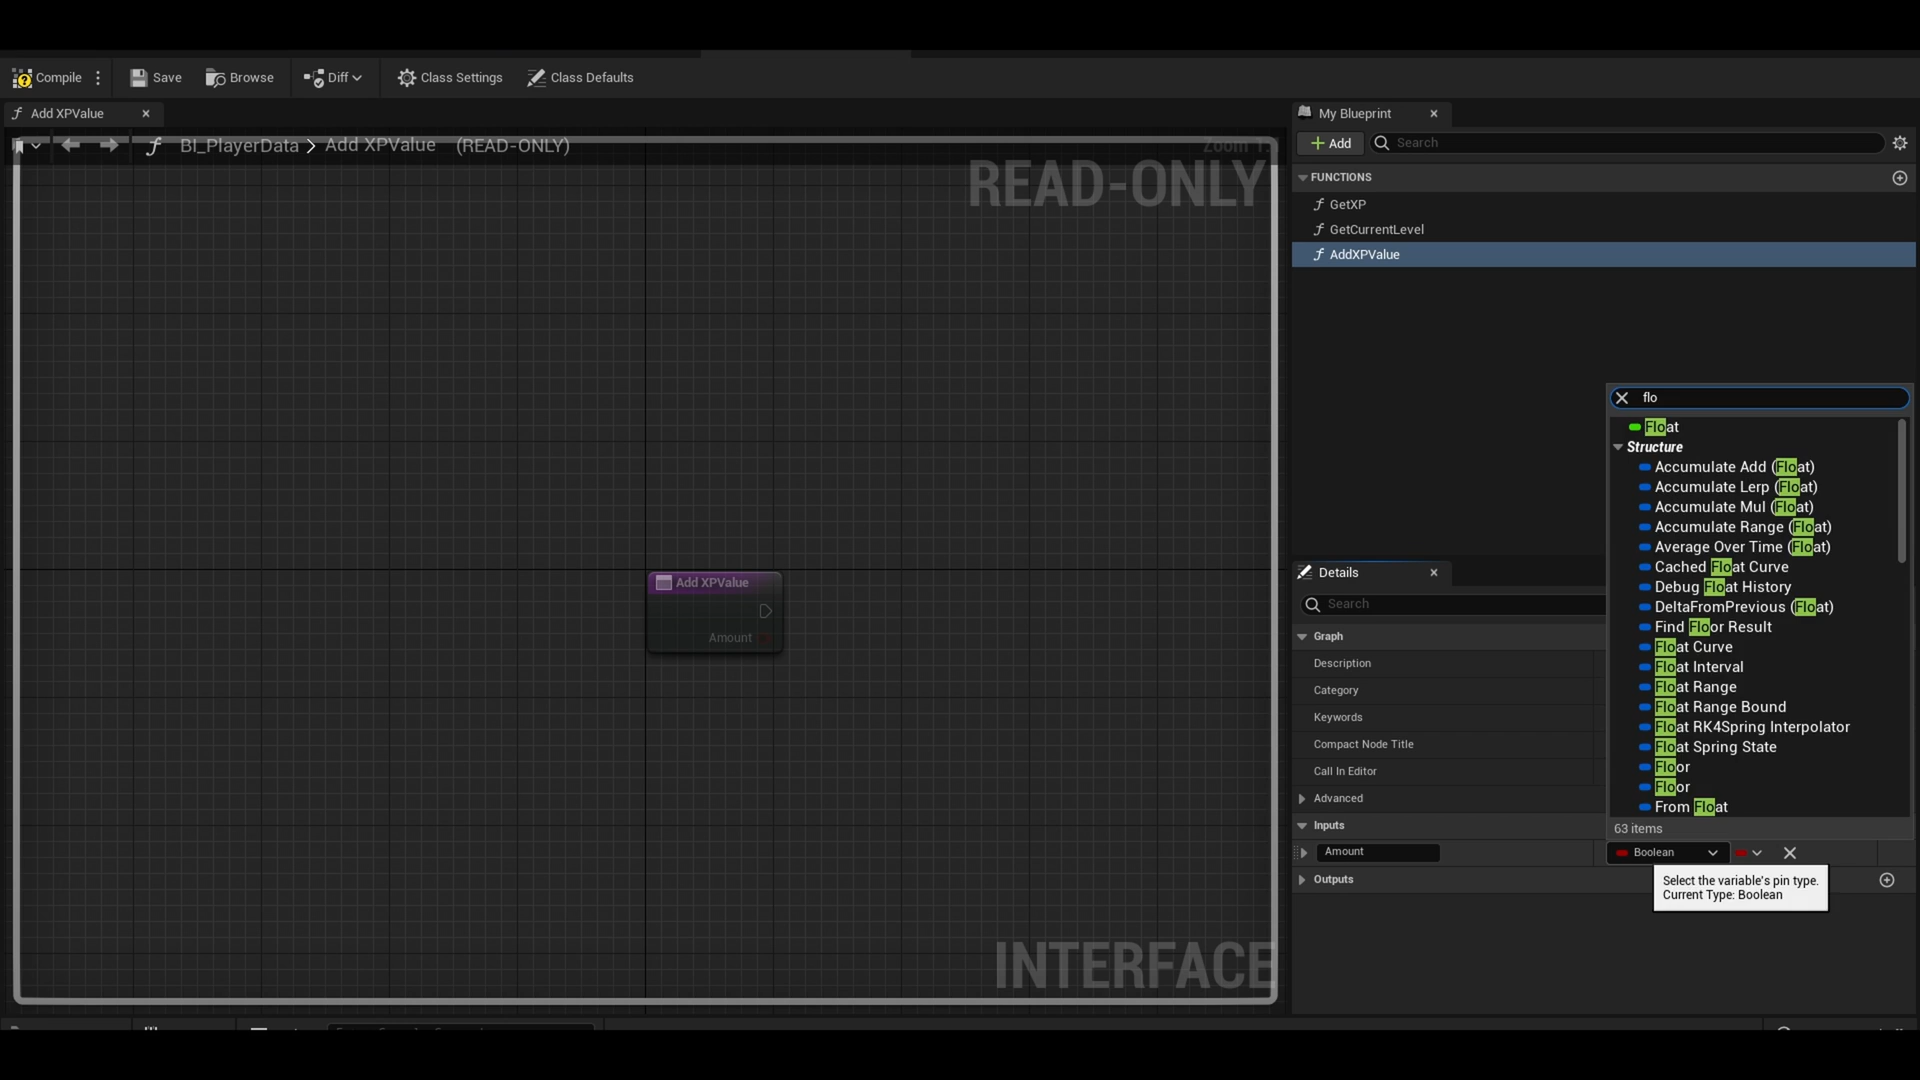 Compile
Save
Browse
Diff
Class Settings
Class Defaults
Add XPValue
My Blueprint
BI_PlayerData > Add XPValue (READ-ONLY)
READ-ONLY
Add
Search
FUNCTIONS
GetXP
GetCurrentLevel
AddXPValue
flo
Float
Structure
Accumulate Add (Float)
Accumulate Lerp (Float)
Accumulate Mul (Float)
Accumulate Range (Float)
Average Over Time (Float)
Cached Float Curve
Debug Float History
DeltaFromPrevious (Float)
Find Floor Result
Float Curve
Float Interval
Float Range
Float Range Bound
Float RK4Spring Interpolator
Float Spring State
Floor
Floor
From Float
63 items
Add XPValue
Amount
Details
Search
Graph
Description
Category
Keywords
Compact Node Title
Call In Editor
Advanced
Inputs
Amount
Boolean
Outputs
Select the variable's pin type.
Current Type: Boolean
INTERFACE